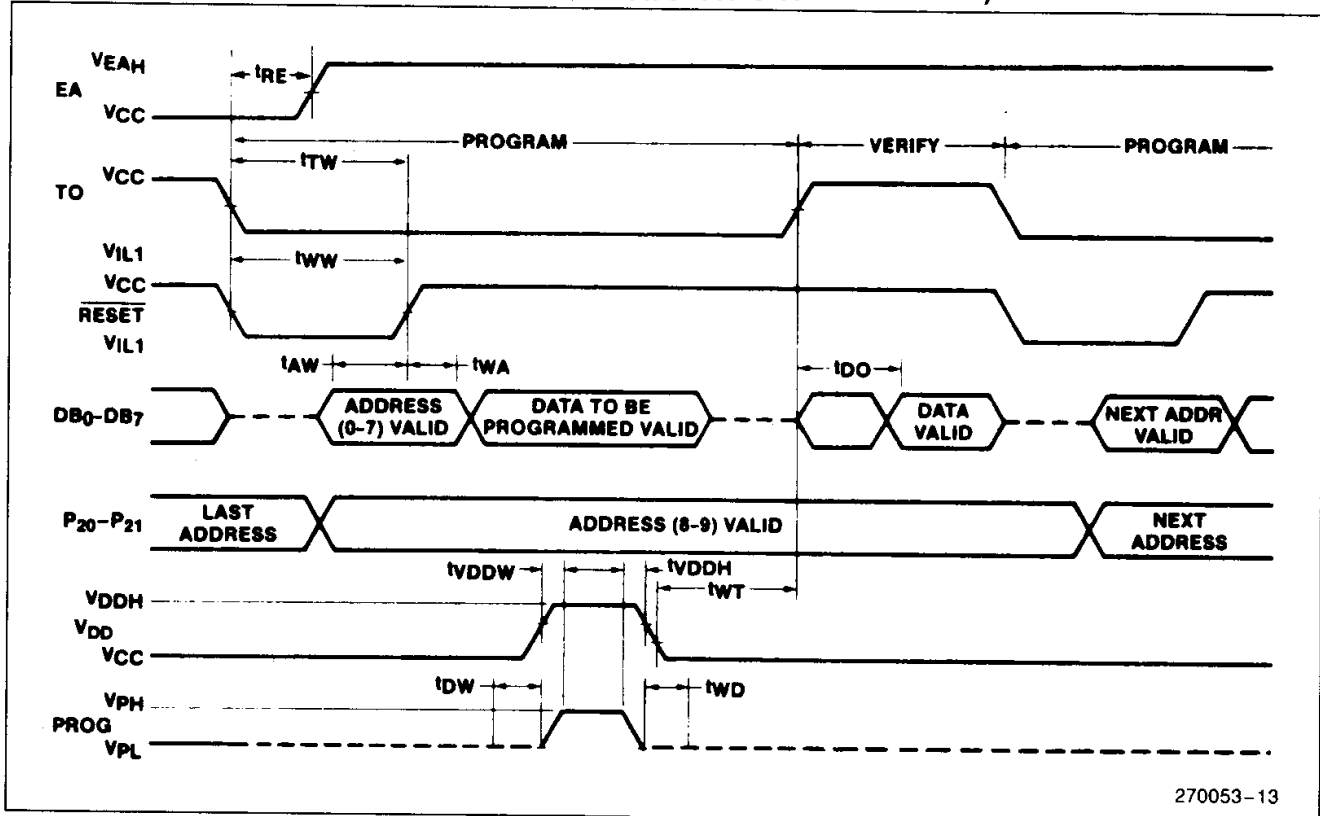 VEAH
tRE
EA
VCC
PROGRAM
VERIFY
PROGRAM
tTW
VCC
TO
VIL1
tWW
VCC
RESET
VIL1
tAW
tWA
tDO
DB0–DB7
ADDRESS
(0–7) VALID
DATA TO BE
PROGRAMMED VALID
DATA
VALID
NEXT ADDR
VALID
P20–P21
LAST
ADDRESS
ADDRESS (8–9) VALID
NEXT
ADDRESS
tVDDW
tVDDH
tWT
VDDH
VDD
VCC
tDW
tWD
VPH
PROG
VPL
270053–13